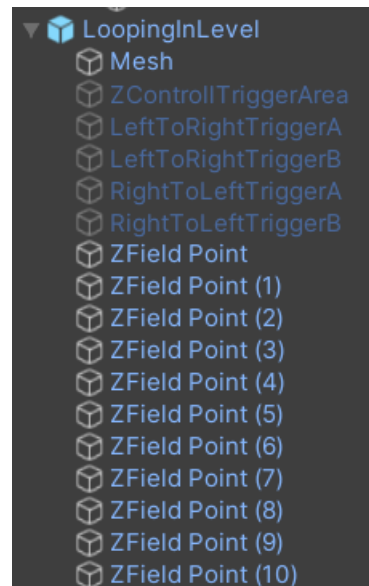 LoopingInLevel
Mesh
ZControllTriggerArea
LeftToRightTriggerA
LeftToRightTriggerB
RightToLeftTriggerA
RightToLeftTriggerB
ZField Point
ZField Point (1)
ZField Point (2)
ZField Point (3)
ZField Point (4)
ZField Point (5)
ZField Point (6)
ZField Point (7)
ZField Point (8)
ZField Point (9)
ZField Point (10)